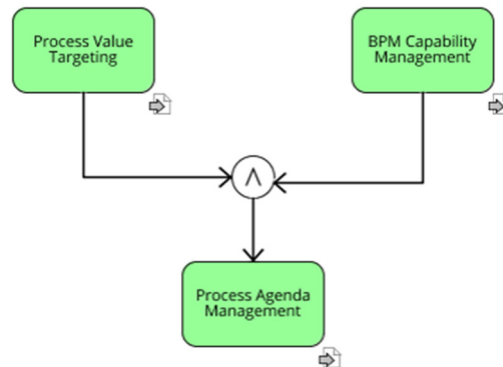 Process Value
Targeting
BPM Capability
Management
∧
Process Agenda
Management